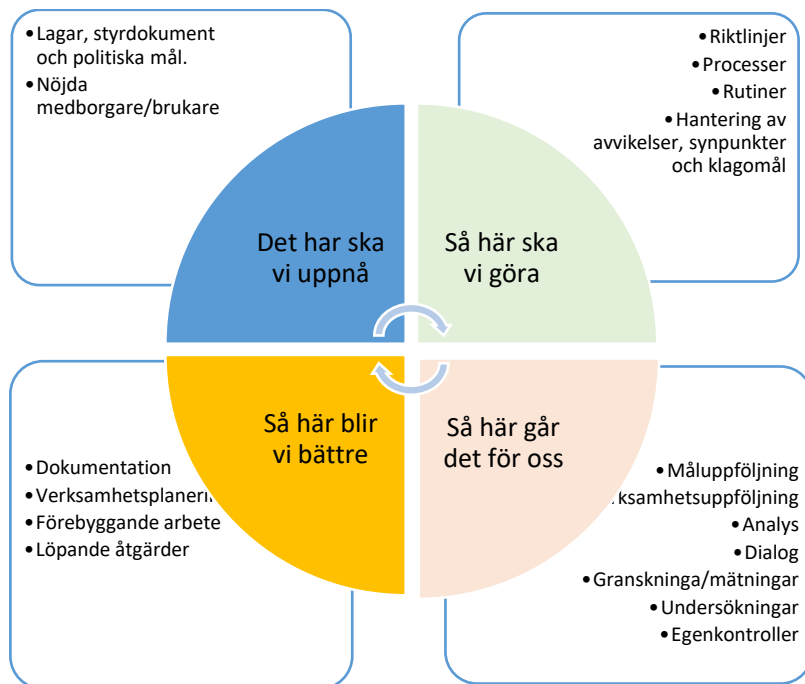 •Lagar, styrdokument
och politiska mål.
•Nöjda
medborgare/brukare
•Riktlinjer
•Processer
•Rutiner
•Hantering av
avvikelser, synpunkter
och klagomål
Det har ska
vi uppnå
Så här ska
vi göra
Så här blir
vi bättre
Så här går
det för oss
•Dokumentation
•Verksamhetsplaneri
•Förebyggande arbete
•Löpande åtgärder
•Måluppföljning
ksamhetsuppföljning
•Analys
•Dialog
•Granskninga/mätningar
•Undersökningar
•Egenkontroller